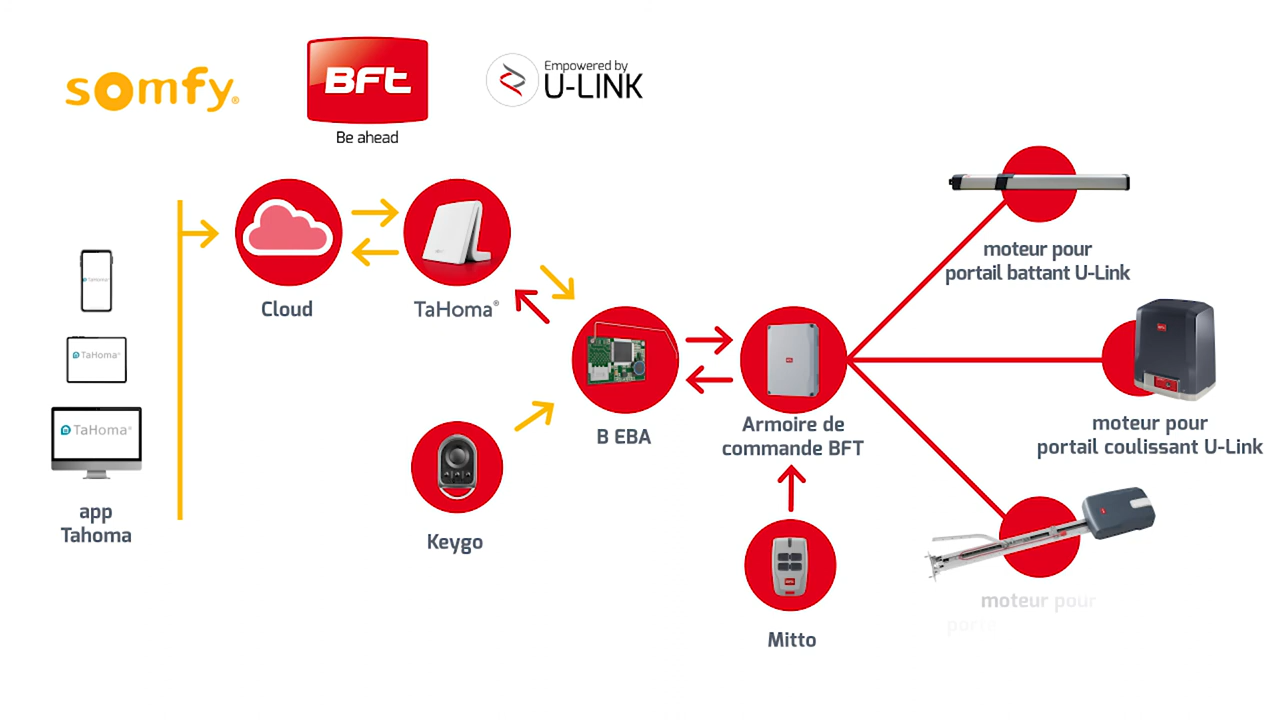 somfy®
BFT
Be ahead
Empowered by
U-LINK
Cloud
TaHoma®
TaHoma®
TaHoma®
TaHoma®
app
Tahoma
Keygo
B EBA
Armoire de
commande BFT
Mitto
moteur pour
portail battant U-Link
moteur pour
portail coulissant U-Link
moteur pour